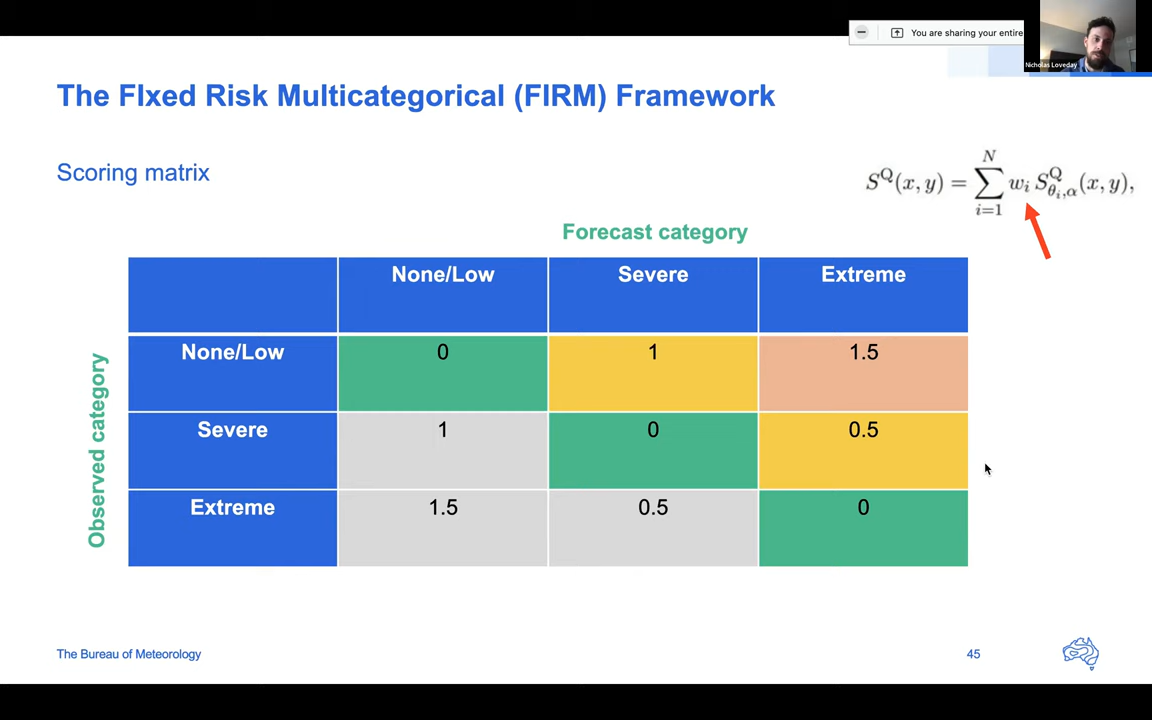 You are sharing your entire
Nicholas Loveday
The FIxed Risk Multicategorical (FIRM) Framework
Scoring matrix
S^Q(x, y) = \sum_{i=1}^{N} w_i S^Q_{θ_i,α}(x, y),
Forecast category
None/Low Severe Extreme
Observed category
None/Low 0 1 1.5
Severe 1 0 0.5
Extreme 1.5 0.5 0
The Bureau of Meteorology 45